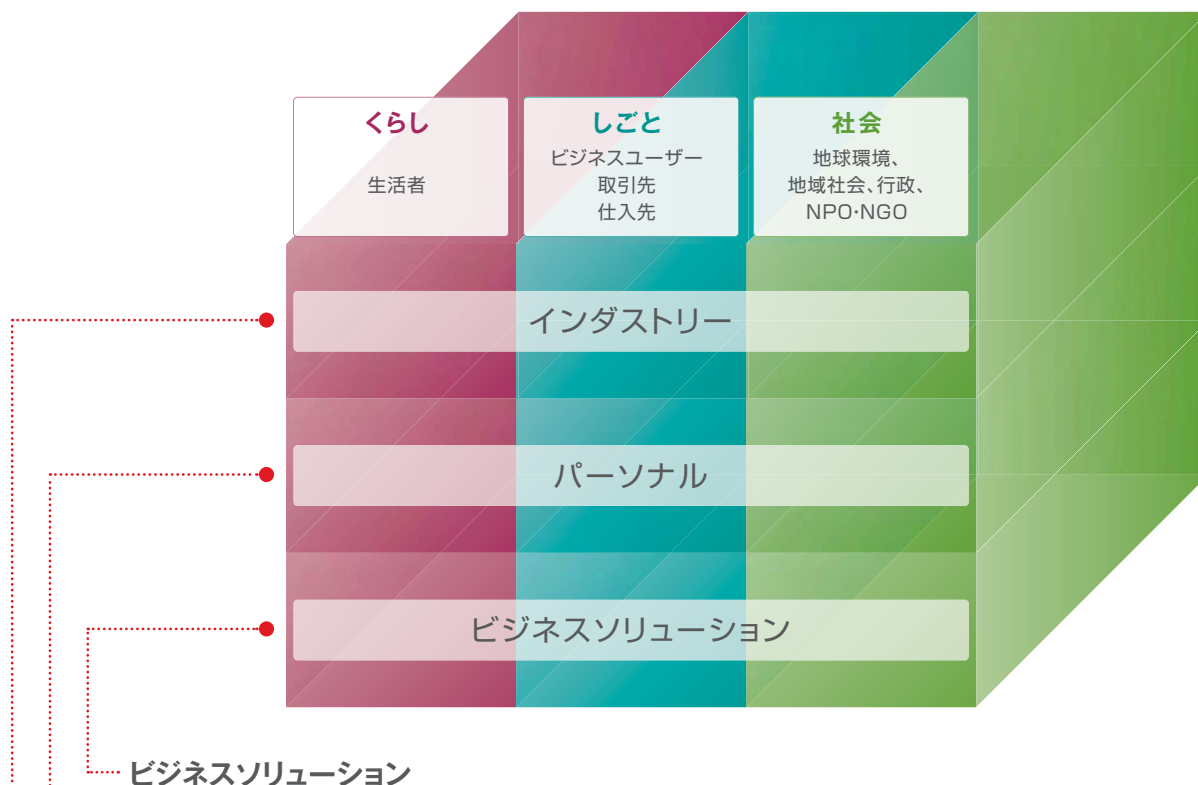 くらし
生活者
しごと
ビジネスユーザー
取引先
仕入先
社会
地球環境、
地域社会、行政、
NPO・NGO
インダストリー
パーソナル
ビジネスソリューション
ビジネスソリューション